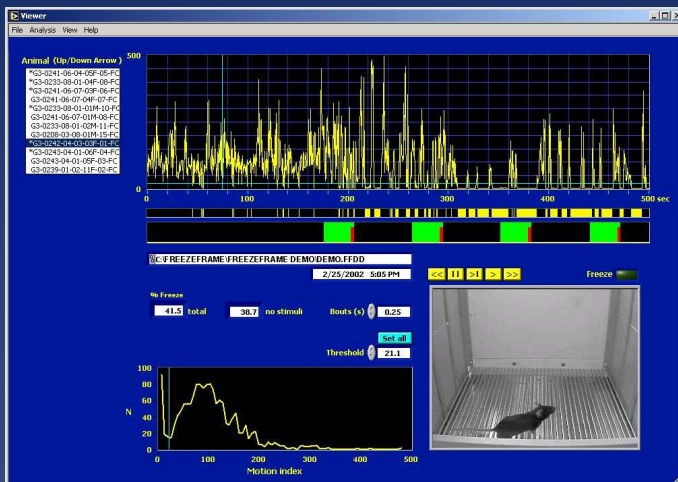 Viewer
File Analysis View Help
Animal (Up/Down Arrow )
*G3-0241-06-04-05F-05-FC
*G3-0233-08-01-04F-08-FC
*G3-0241-06-07-03F-06-FC
G3-0241-06-07-04F-07-FC
*G3-0233-08-01-01M-10-FC
G3-0241-06-07-01M-08-FC
G3-0233-08-01-02M-11-FC
G3-0208-03-08-01M-15-FC
*G3-0242-04-03-03F-01-FC
*G3-0243-04-01-06F-04-FC
G3-0243-04-01-05F-03-FC
G3-0239-01-02-11F-02-FC
500
0
0 100 200 300 400 500 sec
C:\FREEZEFRAME\FREEZEFRAME DEMO\DEMO.FFDD
2/25/2002 5:05 PM
<< II >I > >>
Freeze
% Freeze
41.5 total 38.7 no stimuli Bouts (s) 0.25
Set all
Threshold 21.1
100
80
60
N
40
20
0
0 100 200 300 400 500
Motion index